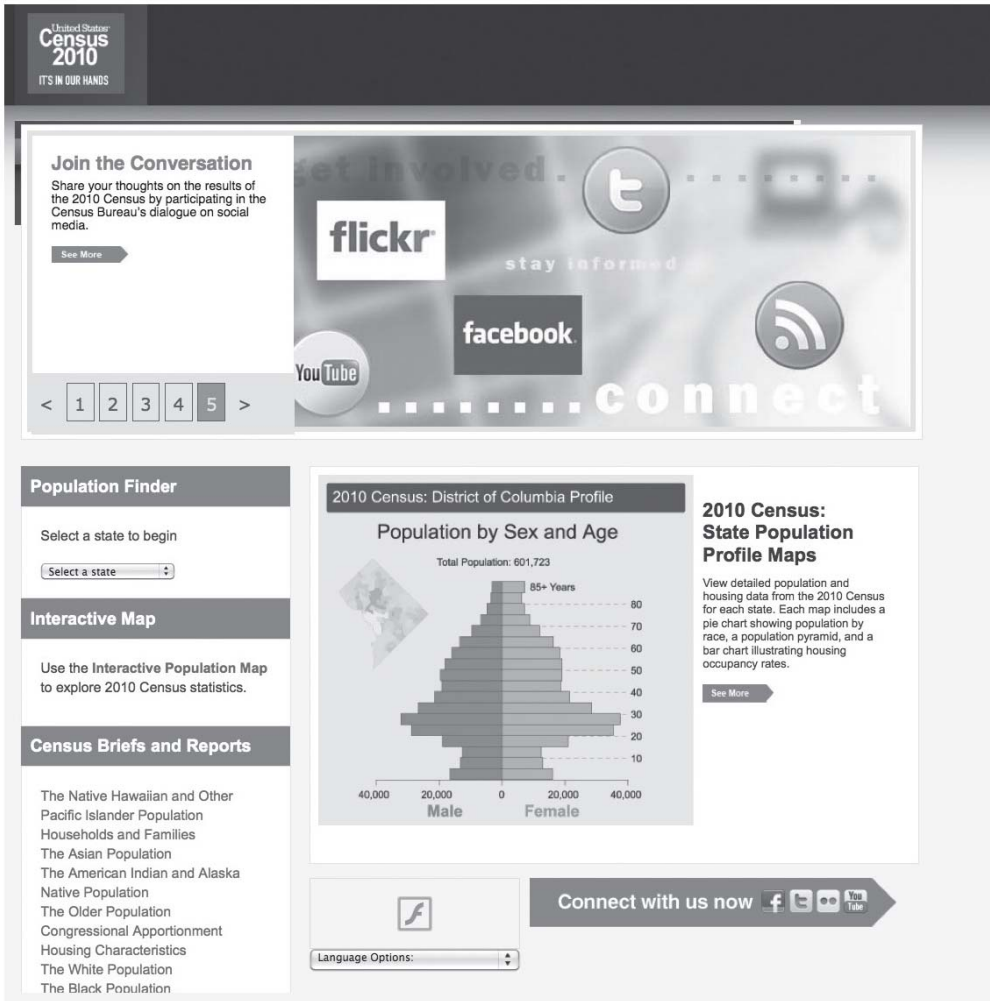 United States
Census
2010
IT'S IN OUR HANDS
Join the Conversation
Share your thoughts on the results of
the 2010 Census by participating in the
Census Bureau's dialogue on social
media.
See More
< 1 2 3 4 5 >
get involved.........
flickr
stay informed
facebook
YouTube
........connect
Population Finder
Select a state to begin
Select a state
Interactive Map
Use the Interactive Population Map
to explore 2010 Census statistics.
Census Briefs and Reports
The Native Hawaiian and Other
Pacific Islander Population
Households and Families
The Asian Population
The American Indian and Alaska
Native Population
The Older Population
Congressional Apportionment
Housing Characteristics
The White Population
The Black Population
2010 Census: District of Columbia Profile
Population by Sex and Age
Total Population: 601,723
85+ Years
80
70
60
50
40
30
20
10
40,000 20,000 0 20,000 40,000
Male Female
2010 Census:
State Population
Profile Maps
View detailed population and
housing data from the 2010 Census
for each state. Each map includes a
pie chart showing population by
race, a population pyramid, and a
bar chart illustrating housing
occupancy rates.
See More
Language Options:
Connect with us now f t You Tube